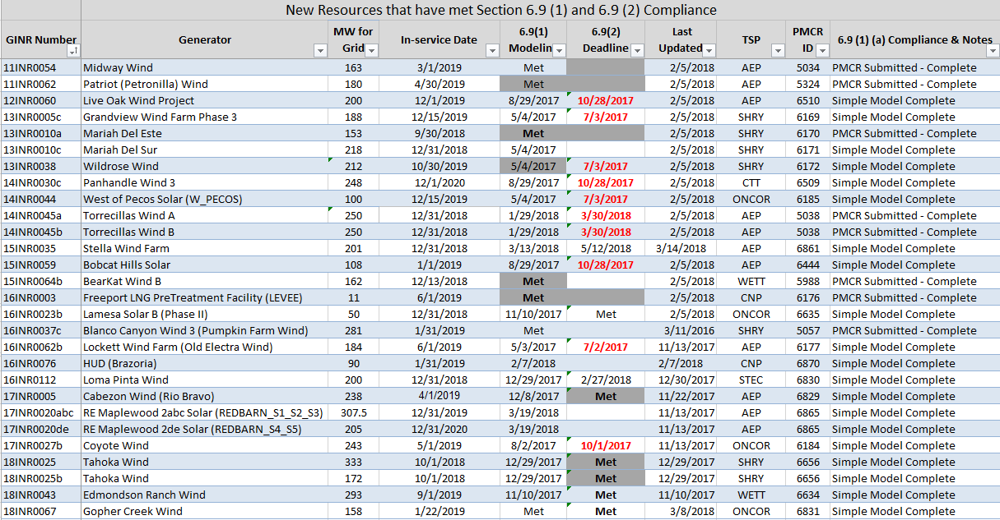 New Resources that have met Section 6.9 (1) and 6.9 (2) Compliance
GINR Number Generator MW for Grid In-service Date 6.9(1) Modelin 6.9(2) Deadline Last Updated TSP PMCR ID 6.9 (1) (a) Compliance & Notes
11INR0054 Midway Wind 163 3/1/2019 Met 2/5/2018 AEP 5034 PMCR Submitted - Complete
11INR0062 Patriot (Petronilla) Wind 180 4/30/2019 Met 2/5/2018 AEP 5324 PMCR Submitted - Complete
12INR0060 Live Oak Wind Project 200 12/1/2019 8/29/2017 10/28/2017 2/5/2018 AEP 6510 Simple Model Complete
13INR0005c Grandview Wind Farm Phase 3 188 12/15/2019 5/4/2017 7/3/2017 2/5/2018 SHRY 6169 Simple Model Complete
13INR0010a Mariah Del Este 153 9/30/2018 Met 2/5/2018 SHRY 6170 PMCR Submitted - Complete
13INR0010c Mariah Del Sur 218 12/31/2018 5/4/2017 2/5/2018 SHRY 6171 Simple Model Complete
13INR0038 Wildrose Wind 212 10/30/2019 5/4/2017 7/3/2017 2/5/2018 SHRY 6172 Simple Model Complete
14INR0030c Panhandle Wind 3 248 12/1/2020 8/29/2017 10/28/2017 2/5/2018 CTT 6509 Simple Model Complete
14INR0044 West of Pecos Solar (W_PECOS) 100 12/15/2019 5/4/2017 7/3/2017 2/5/2018 ONCOR 6185 Simple Model Complete
14INR0045a Torrecillas Wind A 250 12/31/2018 1/29/2018 3/30/2018 2/5/2018 AEP 5038 PMCR Submitted - Complete
14INR0045b Torrecillas Wind B 250 12/31/2018 1/29/2018 3/30/2018 2/5/2018 AEP 5038 PMCR Submitted - Complete
15INR0035 Stella Wind Farm 201 12/31/2018 3/13/2018 5/12/2018 3/14/2018 AEP 6861 Simple Model Complete
15INR0059 Bobcat Hills Solar 108 1/1/2019 8/29/2017 10/28/2017 2/5/2018 AEP 6444 Simple Model Complete
15INR0064b BearKat Wind B 162 12/13/2018 Met 2/5/2018 WETT 5988 PMCR Submitted - Complete
16INR0003 Freeport LNG PreTreatment Facility (LEVEE) 11 6/1/2019 Met 2/5/2018 CNP 6176 PMCR Submitted - Complete
16INR0023b Lamesa Solar B (Phase II) 50 12/31/2018 11/10/2017 Met 2/5/2018 ONCOR 6635 Simple Model Complete
16INR0037c Blanco Canyon Wind 3 (Pumpkin Farm Wind) 281 1/31/2019 Met 3/11/2016 SHRY 5057 PMCR Submitted - Complete
16INR0062b Lockett Wind Farm (Old Electra Wind) 184 6/1/2019 5/3/2017 7/2/2017 11/13/2017 AEP 6177 Simple Model Complete
16INR0076 HUD (Brazoria) 90 1/31/2019 2/7/2018 2/7/2018 CNP 6870 Simple Model Complete
16INR0112 Loma Pinta Wind 200 12/31/2018 12/29/2017 2/27/2018 12/30/2017 STEC 6830 Simple Model Complete
17INR0005 Cabezon Wind (Rio Bravo) 238 4/1/2019 12/8/2017 Met 11/22/2017 AEP 6829 Simple Model Complete
17INR0020abc RE Maplewood 2abc Solar (REDBARN_S1_S2_S3) 307.5 12/31/2019 3/19/2018 11/13/2017 AEP 6865 Simple Model Complete
17INR0020de RE Maplewood 2de Solar (REDBARN_S4_S5) 205 12/31/2020 3/19/2018 11/13/2017 AEP 6865 Simple Model Complete
17INR0027b Coyote Wind 243 5/1/2019 8/2/2017 10/1/2017 11/13/2017 ONCOR 6184 Simple Model Complete
18INR0025 Tahoka Wind 333 10/1/2018 12/29/2017 Met 12/29/2017 SHRY 6656 Simple Model Complete
18INR0025b Tahoka Wind 172 10/1/2018 12/29/2017 Met 12/29/2017 SHRY 6656 Simple Model Complete
18INR0043 Edmondson Ranch Wind 293 9/1/2019 11/10/2017 Met 11/10/2017 WETT 6634 Simple Model Complete
18INR0067 Gopher Creek Wind 158 1/22/2019 Met Met 3/8/2018 ONCOR 6831 Simple Model Complete